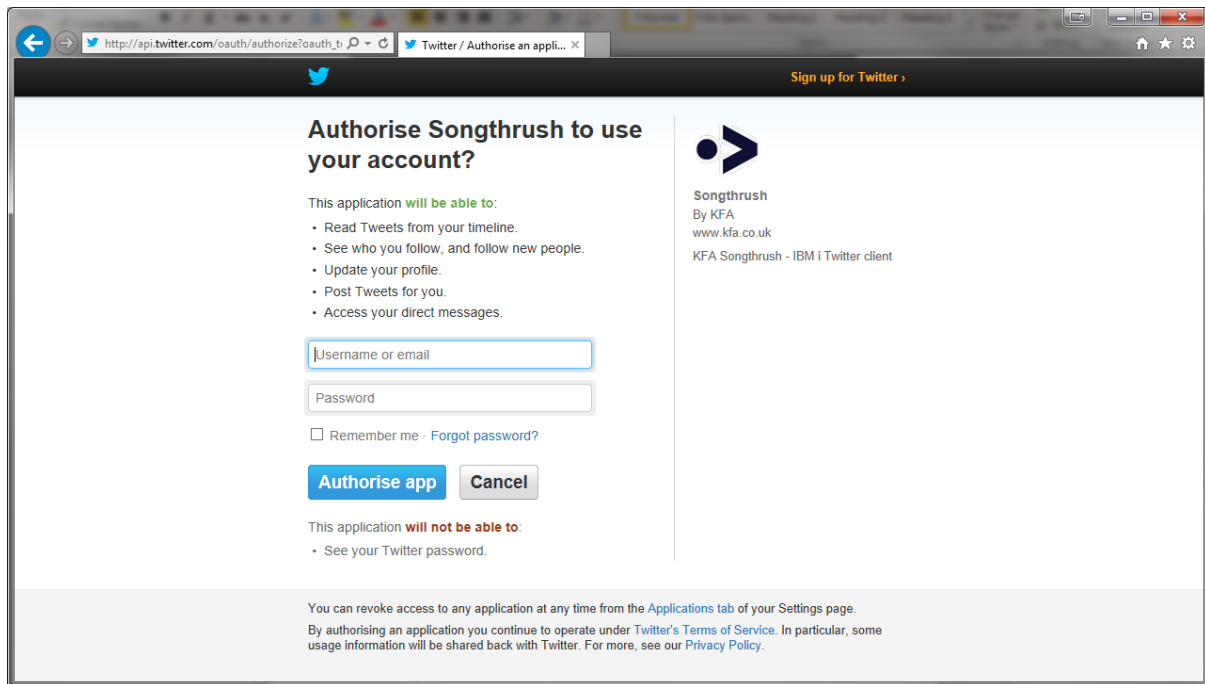 http://api.twitter.com/oauth/authorize?oauth_t
Twitter / Authorise an appli...
Sign up for Twitter ›
Authorise Songthrush to use
your account?
This application will be able to:
• Read Tweets from your timeline.
• See who you follow, and follow new people.
• Update your profile.
• Post Tweets for you.
• Access your direct messages.
Username or email
Password
Remember me · Forgot password?
Authorise app Cancel
This application will not be able to:
• See your Twitter password.
Songthrush
By KFA
www.kfa.co.uk
KFA Songthrush - IBM i Twitter client
You can revoke access to any application at any time from the Applications tab of your Settings page.
By authorising an application you continue to operate under Twitter's Terms of Service. In particular, some
usage information will be shared back with Twitter. For more, see our Privacy Policy.